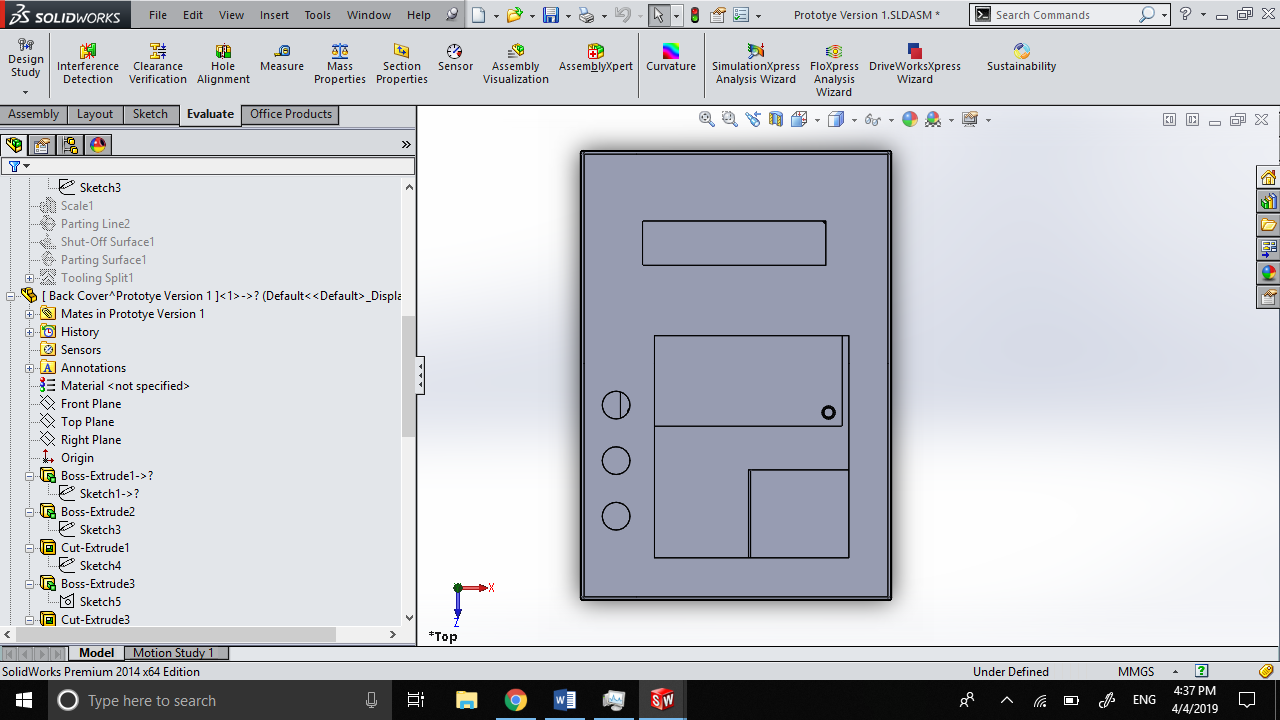 SOLIDWORKS File Edit View Insert Tools Window Help Prototye Version 1.SLDASM * Search Commands ?
Design Study
Interference Detection
Clearance Verification
Hole Alignment
Measure
Mass Properties
Section Properties
Sensor
Assembly Visualization
AssemblyXpert
Curvature
SimulationXpress Analysis Wizard
FloXpress Analysis Wizard
DriveWorksXpress Wizard
Sustainability
Assembly Layout Sketch Evaluate Office Products
Sketch3
Scale1
Parting Line2
Shut-Off Surface1
Parting Surface1
Tooling Split1
[ Back Cover^Prototye Version 1 ]<1>->? (Default<<Default>_Displa
Mates in Prototye Version 1
History
Sensors
Annotations
Material <not specified>
Front Plane
Top Plane
Right Plane
Origin
Boss-Extrude1->?
Sketch1->?
Boss-Extrude2
Sketch3
Cut-Extrude1
Sketch4
Boss-Extrude3
Sketch5
Cut-Extrude3
X
Z
*Top
Model Motion Study 1
SolidWorks Premium 2014 x64 Edition Under Defined MMGS ?
Type here to search ENG 4:37 PM
4/4/2019